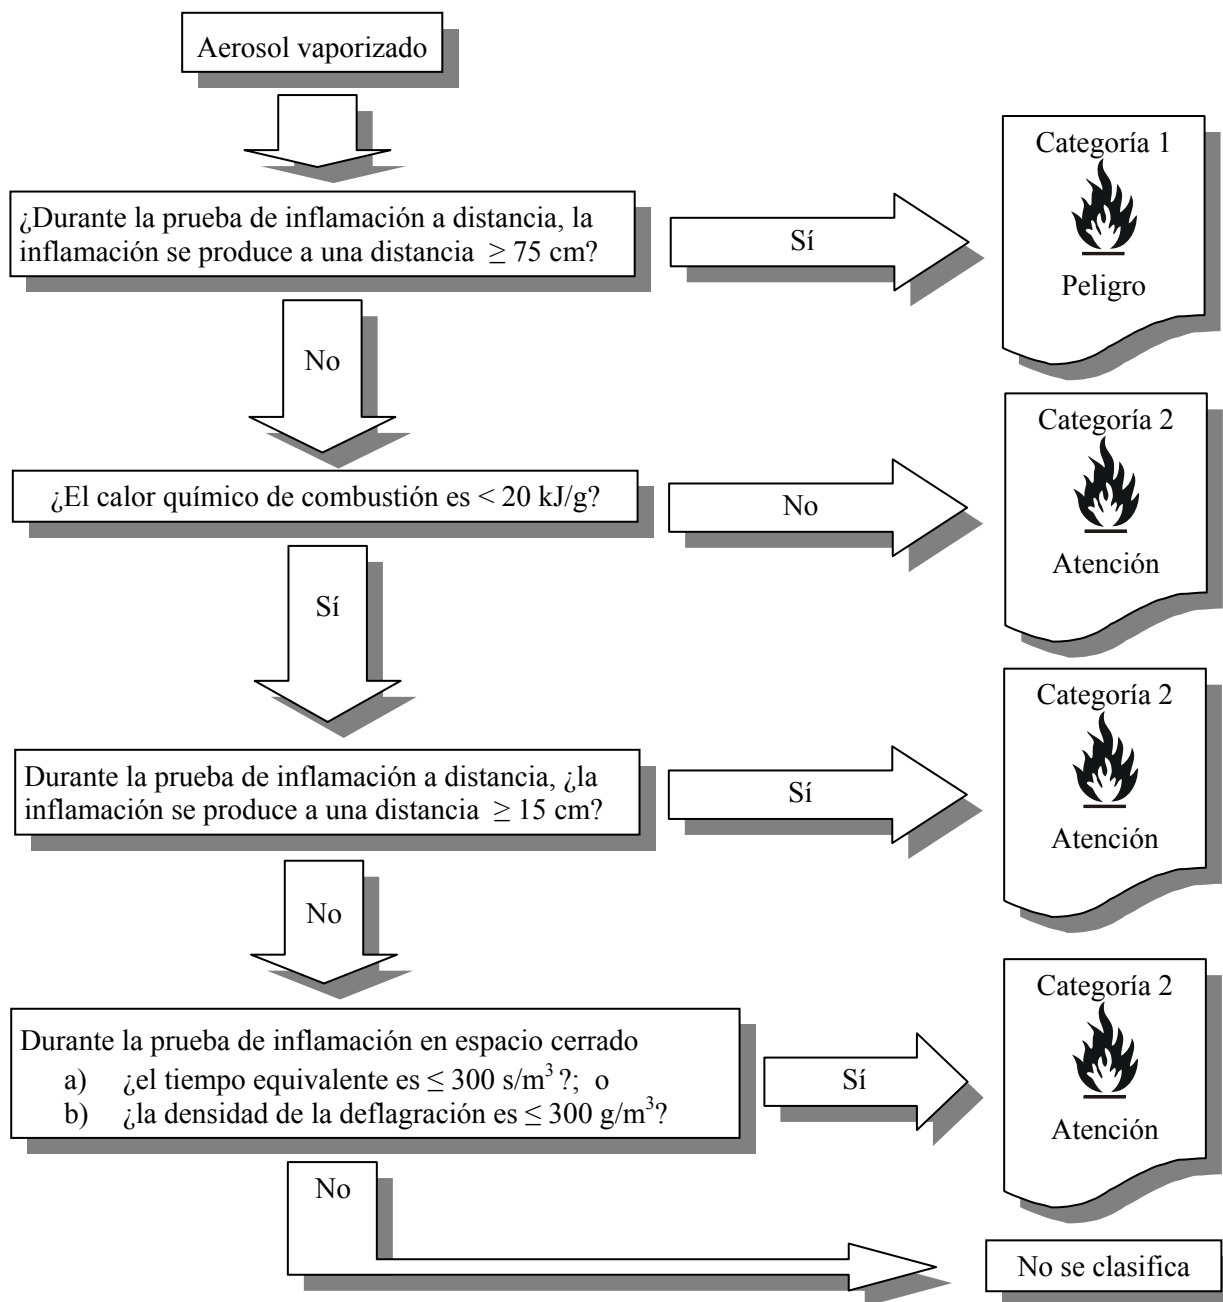 Aerosol vaporizado
¿Durante la prueba de inflamación a distancia, la
inflamación se produce a una distancia ≥ 75 cm?
Sí
Categoría 1
Peligro
No
¿El calor químico de combustión es < 20 kJ/g?
No
Categoría 2
Atención
Sí
Durante la prueba de inflamación a distancia, ¿la
inflamación se produce a una distancia ≥ 15 cm?
Sí
Categoría 2
Atención
No
Durante la prueba de inflamación en espacio cerrado
a) ¿el tiempo equivalente es ≤ 300 s/m³ ?; o
b) ¿la densidad de la deflagración es ≤ 300 g/m³?
Sí
Categoría 2
Atención
No
No se clasifica